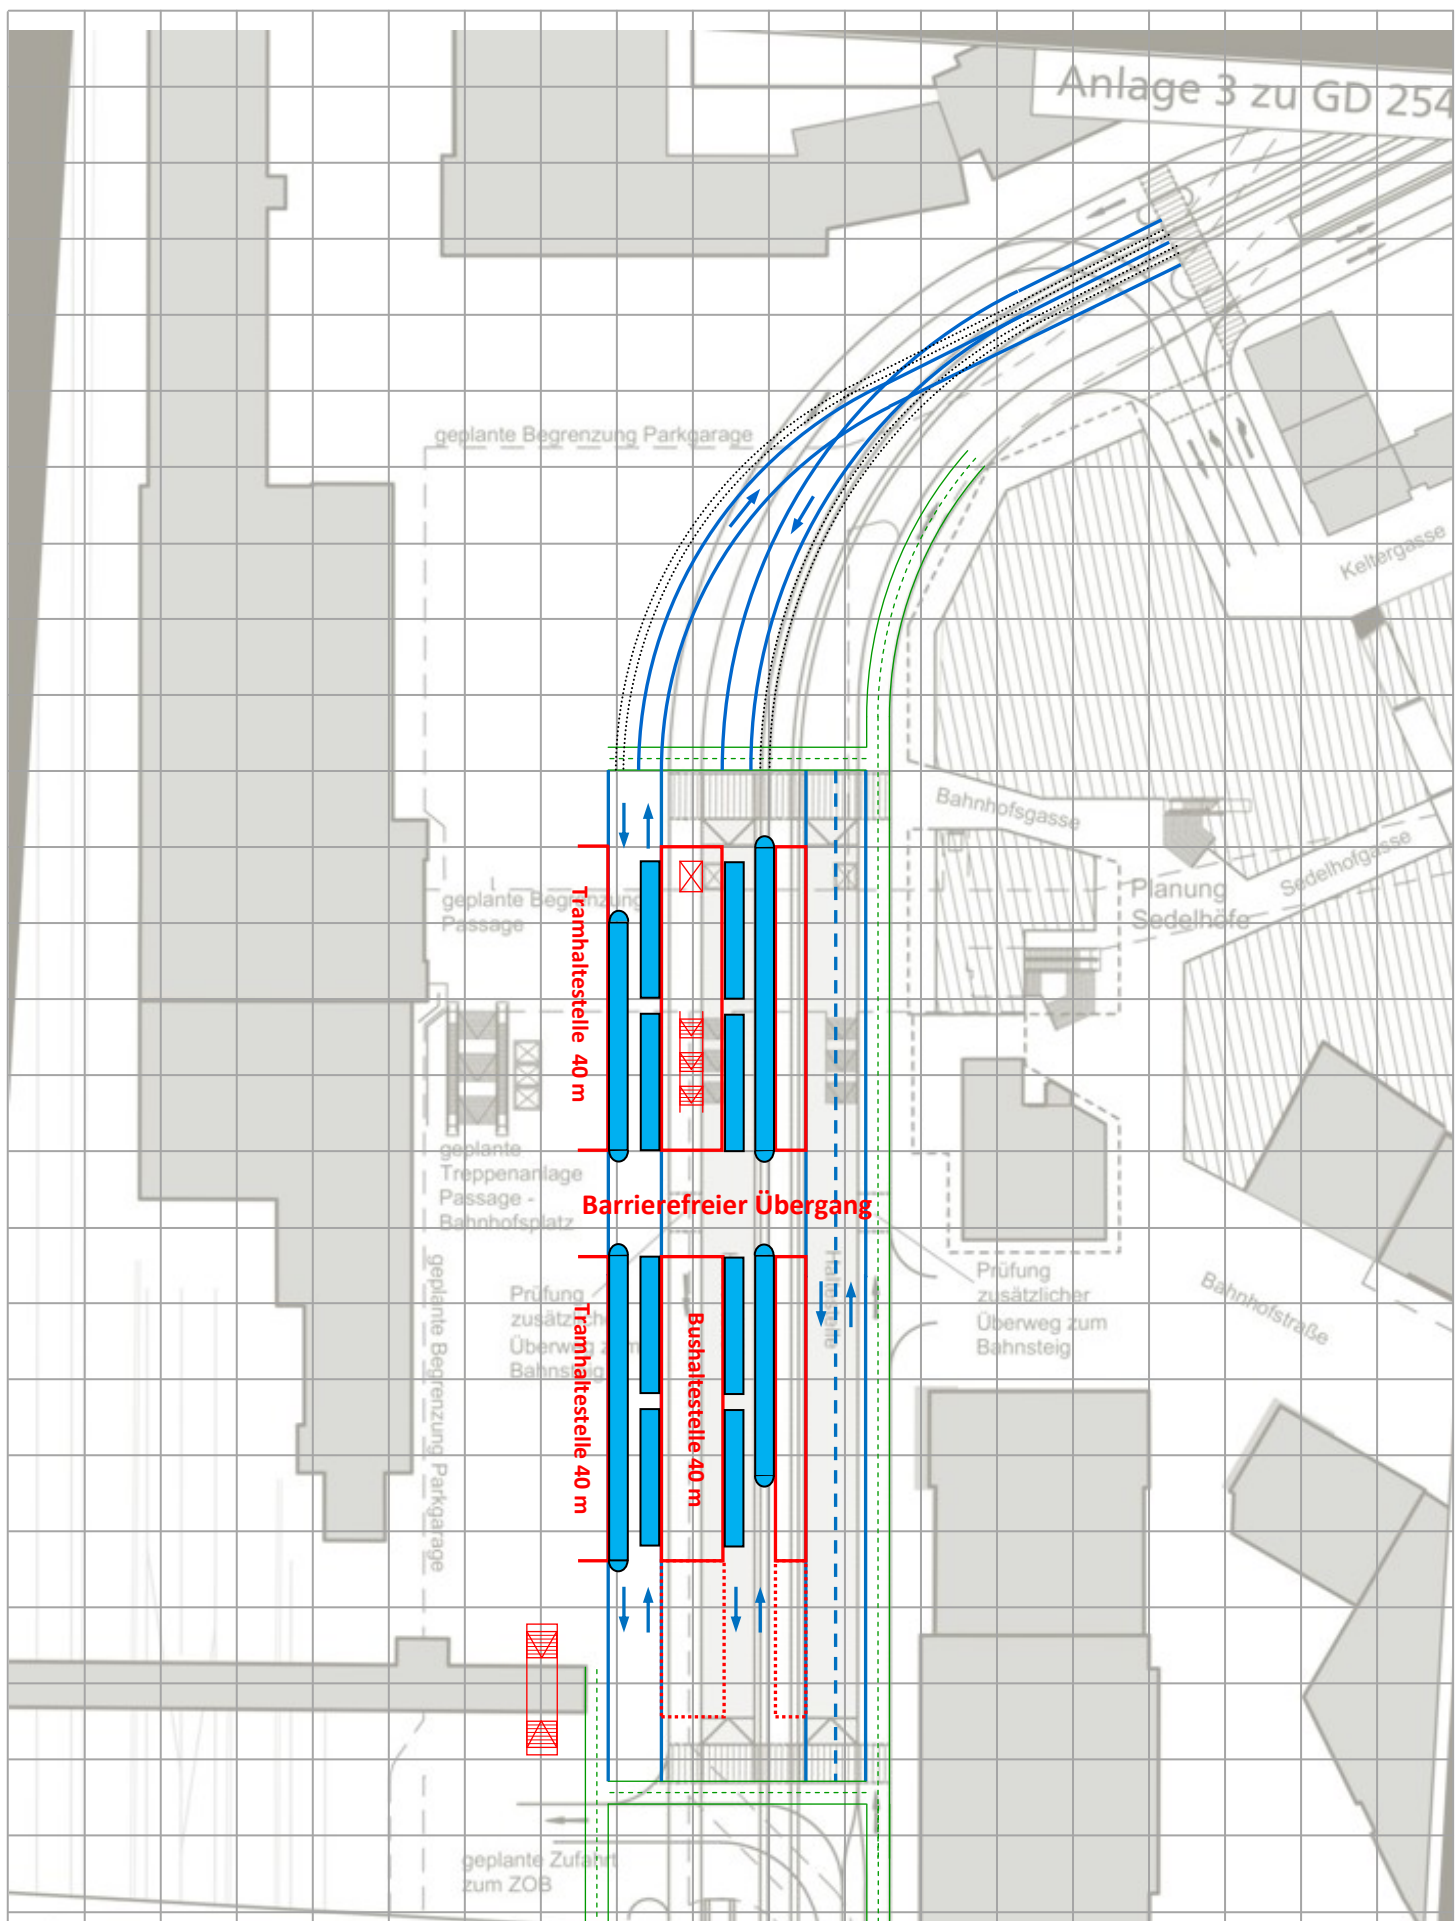 Anlage 3 zu GD 254
geplante Begrenzung Parkgarage
Keltergasse
Bahnhofsgasse
Sedelhofgasse
geplante Begrenzung
Passage
Tramhaltestelle 40 m
Planung
Sedelhöfe
geplante
Treppenanlage
Passage -
Bahnhofsplatz
Barrierefreier Übergang
geplante Begrenzung Parkgarage
Prüfung
zusätzlich
Überweg zum
Bahnsteig
Tramhaltestelle 40 m
Bushaltestelle 40 m
Haltestelle
Prüfung
zusätzlicher
Überweg zum
Bahnsteig
Bahnhofstraße
geplante Zufahrt
zum ZOB